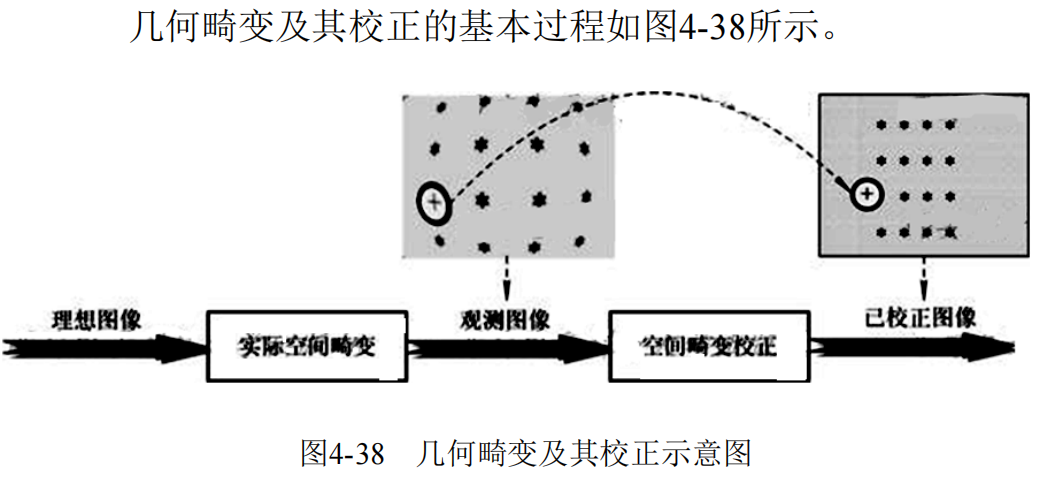 几何畸变及其校正的基本过程如图4-38所示。
理想图像
实际空间畸变
观测图像
空间畸变校正
已校正图像
图4-38 几何畸变及其校正示意图